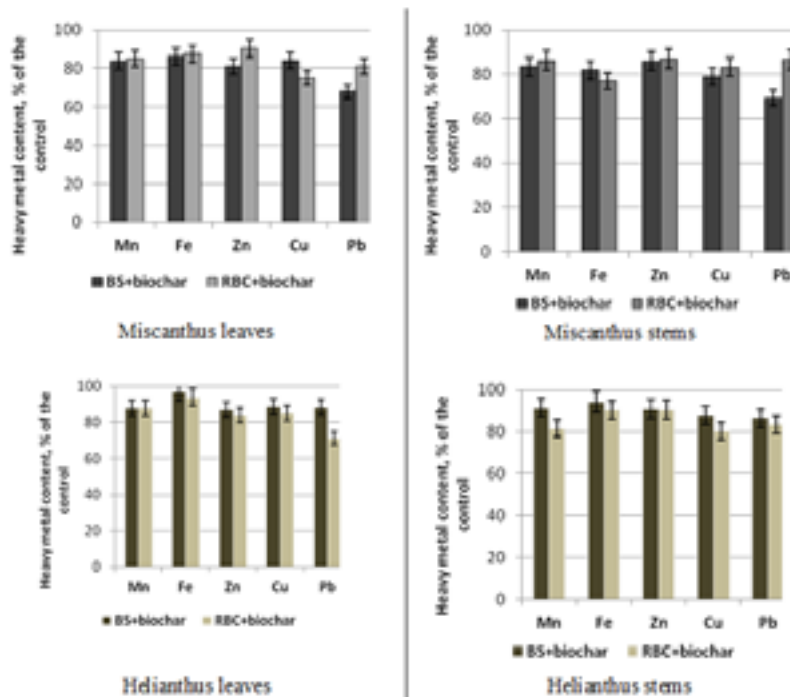 Heavy metal content, % of the control
100
80
60
40
20
0
Mn Fe Zn Cu Pb
BS+biochar RBC+biochar
Miscanthus leaves
Heavy metal content, % of the control
100
80
60
40
20
0
Mn Fe Zn Cu Pb
BS+biochar RBC+biochar
Miscanthus stems
Heavy metal content, % of the control
100
80
60
40
20
0
Mn Fe Zn Cu Pb
BS+biochar RBC+biochar
Helianthus leaves
Heavy metal content, % of the control
100
80
60
40
20
0
Mn Fe Zn Cu Pb
BS+biochar RBC+biochar
Helianthus stems